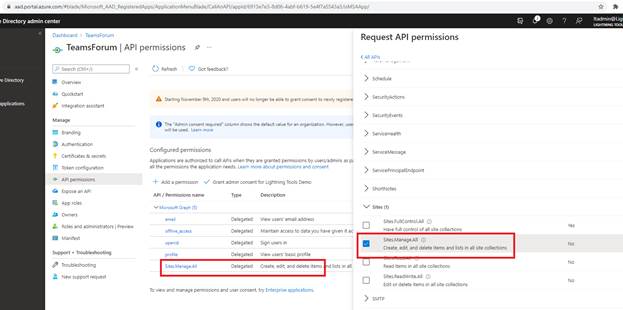 aad.portal.azure.com/#blade/Microsoft_AAD_RegisteredApps/ApplicationMenuBlade/CallAnAPI/appId/
Directory admin center
Radmin@Lig
LIGHTNING TOOL
Dashboard > TeamsForum
TeamsForum | API permissions
Search (Ctrl+/)
Refresh
Got feedback?
Overview
Quickstart
Integration assistant
Manage
Branding
Authentication
Certificates & secrets
Token configuration
API permissions
Expose an API
App roles
Owners
Roles and administrators | Preview
Manifest
Support + Troubleshooting
Troubleshooting
New support request
ve Directory
applications
Starting November 9th, 2020 end users will no longer be able to grant consent to newly registere
The "Admin consent required" column shows the default value for an organization. However, user
will be used. Learn more
Configured permissions
Applications are authorized to call APIs when they are granted permissions by users/admins as pa
all the permissions the application needs. Learn more about permissions and consent
Add a permission
Grant admin consent for Lightning Tools Demo
API / Permissions name
Type
Description
Microsoft Graph (5)
email
Delegated
View users' email address
offline_access
Delegated
Maintain access to data you have given it ac
openid
Delegated
Sign users in
profile
Delegated
View users' basic profile
Sites.Manage.All
Delegated
Create, edit, and delete items and lists in all
To view and manage permissions and user consent, try Enterprise applications.
Request API permissions
All APIs
Schedule
SecurityActions
SecurityEvents
ServiceHealth
ServiceMessage
ServicePrincipalEndpoint
ShortNotes
Sites (1)
Sites.FullControl.All
Have full control of all site collections
Yes
Sites.Manage.All
Create, edit, and delete items and lists in all site collections
No
Read items in all site collections
No
Sites.ReadWrite.All
Edit or delete items in all site collections
No
SMTP